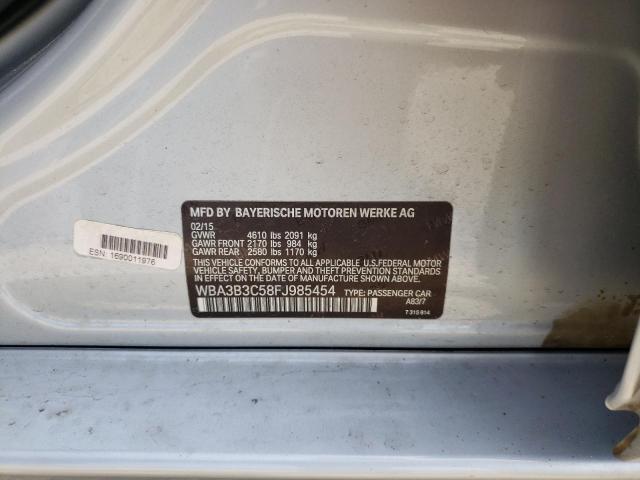 MFD BY BAYERISCHE MOTOREN WERKE AG
02/15
GVWR 4610 lbs 2091 kg
GAWR FRONT 2170 lbs 984 kg
GAWR REAR 2580 lbs 1170 kg
THIS VEHICLE CONFORMS TO ALL APPLICABLE U.S.FEDERAL MOTOR
VEHICLE SAFETY, BUMPER AND THEFT PREVENTION STANDARDS
IN EFFECT ON THE DATE OF MANUFACTURE SHOWN ABOVE.
WBA3B3C58FJ985454 TYPE: PASSENGER CAR
A83/7
7 315 814
ESN: 1690011976